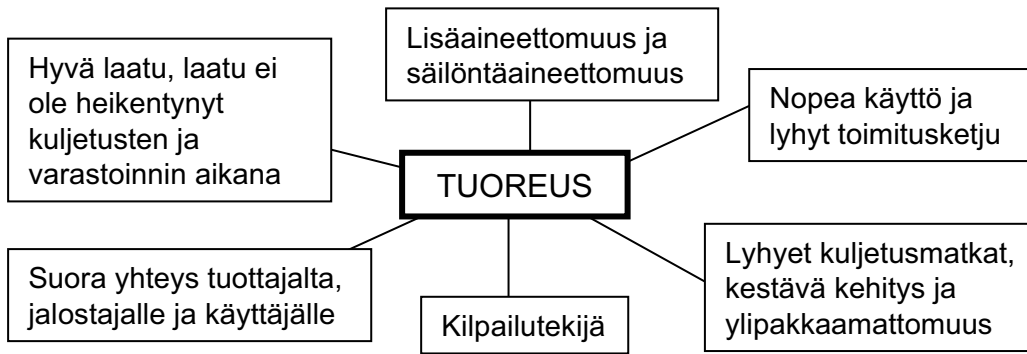 Lisäaineettomuus ja
säilöntäaineettomuus
Hyvä laatu, laatu ei
ole heikentynyt
kuljetusten ja
varastoinnin aikana
Nopea käyttö ja
lyhyt toimitusketju
TUOREUS
Suora yhteys tuottajalta,
jalostajalle ja käyttäjälle
Kilpailutekijä
Lyhyet kuljetusmatkat,
kestävä kehitys ja
ylipakkaamattomuus